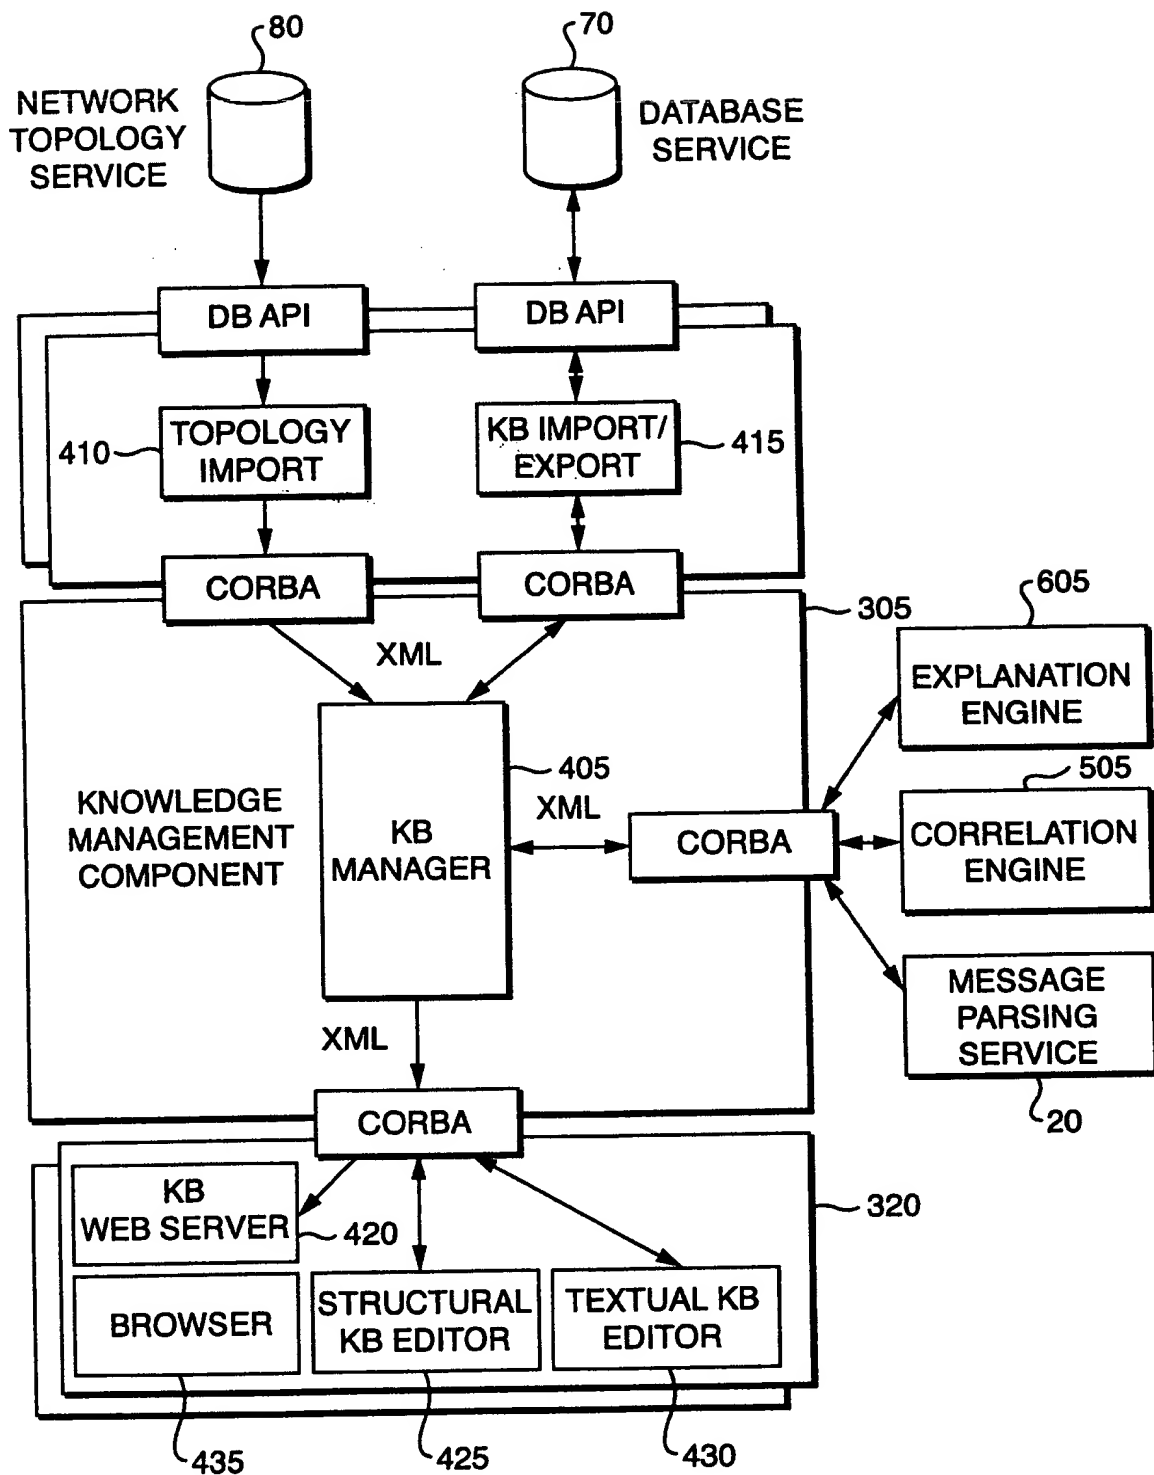 80
70
NETWORK
TOPOLOGY
SERVICE
DATABASE
SERVICE
DB API
DB API
410
TOPOLOGY
IMPORT
KB IMPORT/
EXPORT
415
CORBA
CORBA
305
605
XML
EXPLANATION
ENGINE
405
505
KNOWLEDGE
MANAGEMENT
COMPONENT
KB
MANAGER
XML
CORBA
CORRELATION
ENGINE
MESSAGE
PARSING
SERVICE
XML
20
CORBA
KB
WEB SERVER
420
320
BROWSER
STRUCTURAL
KB EDITOR
TEXTUAL KB
EDITOR
435
425
430